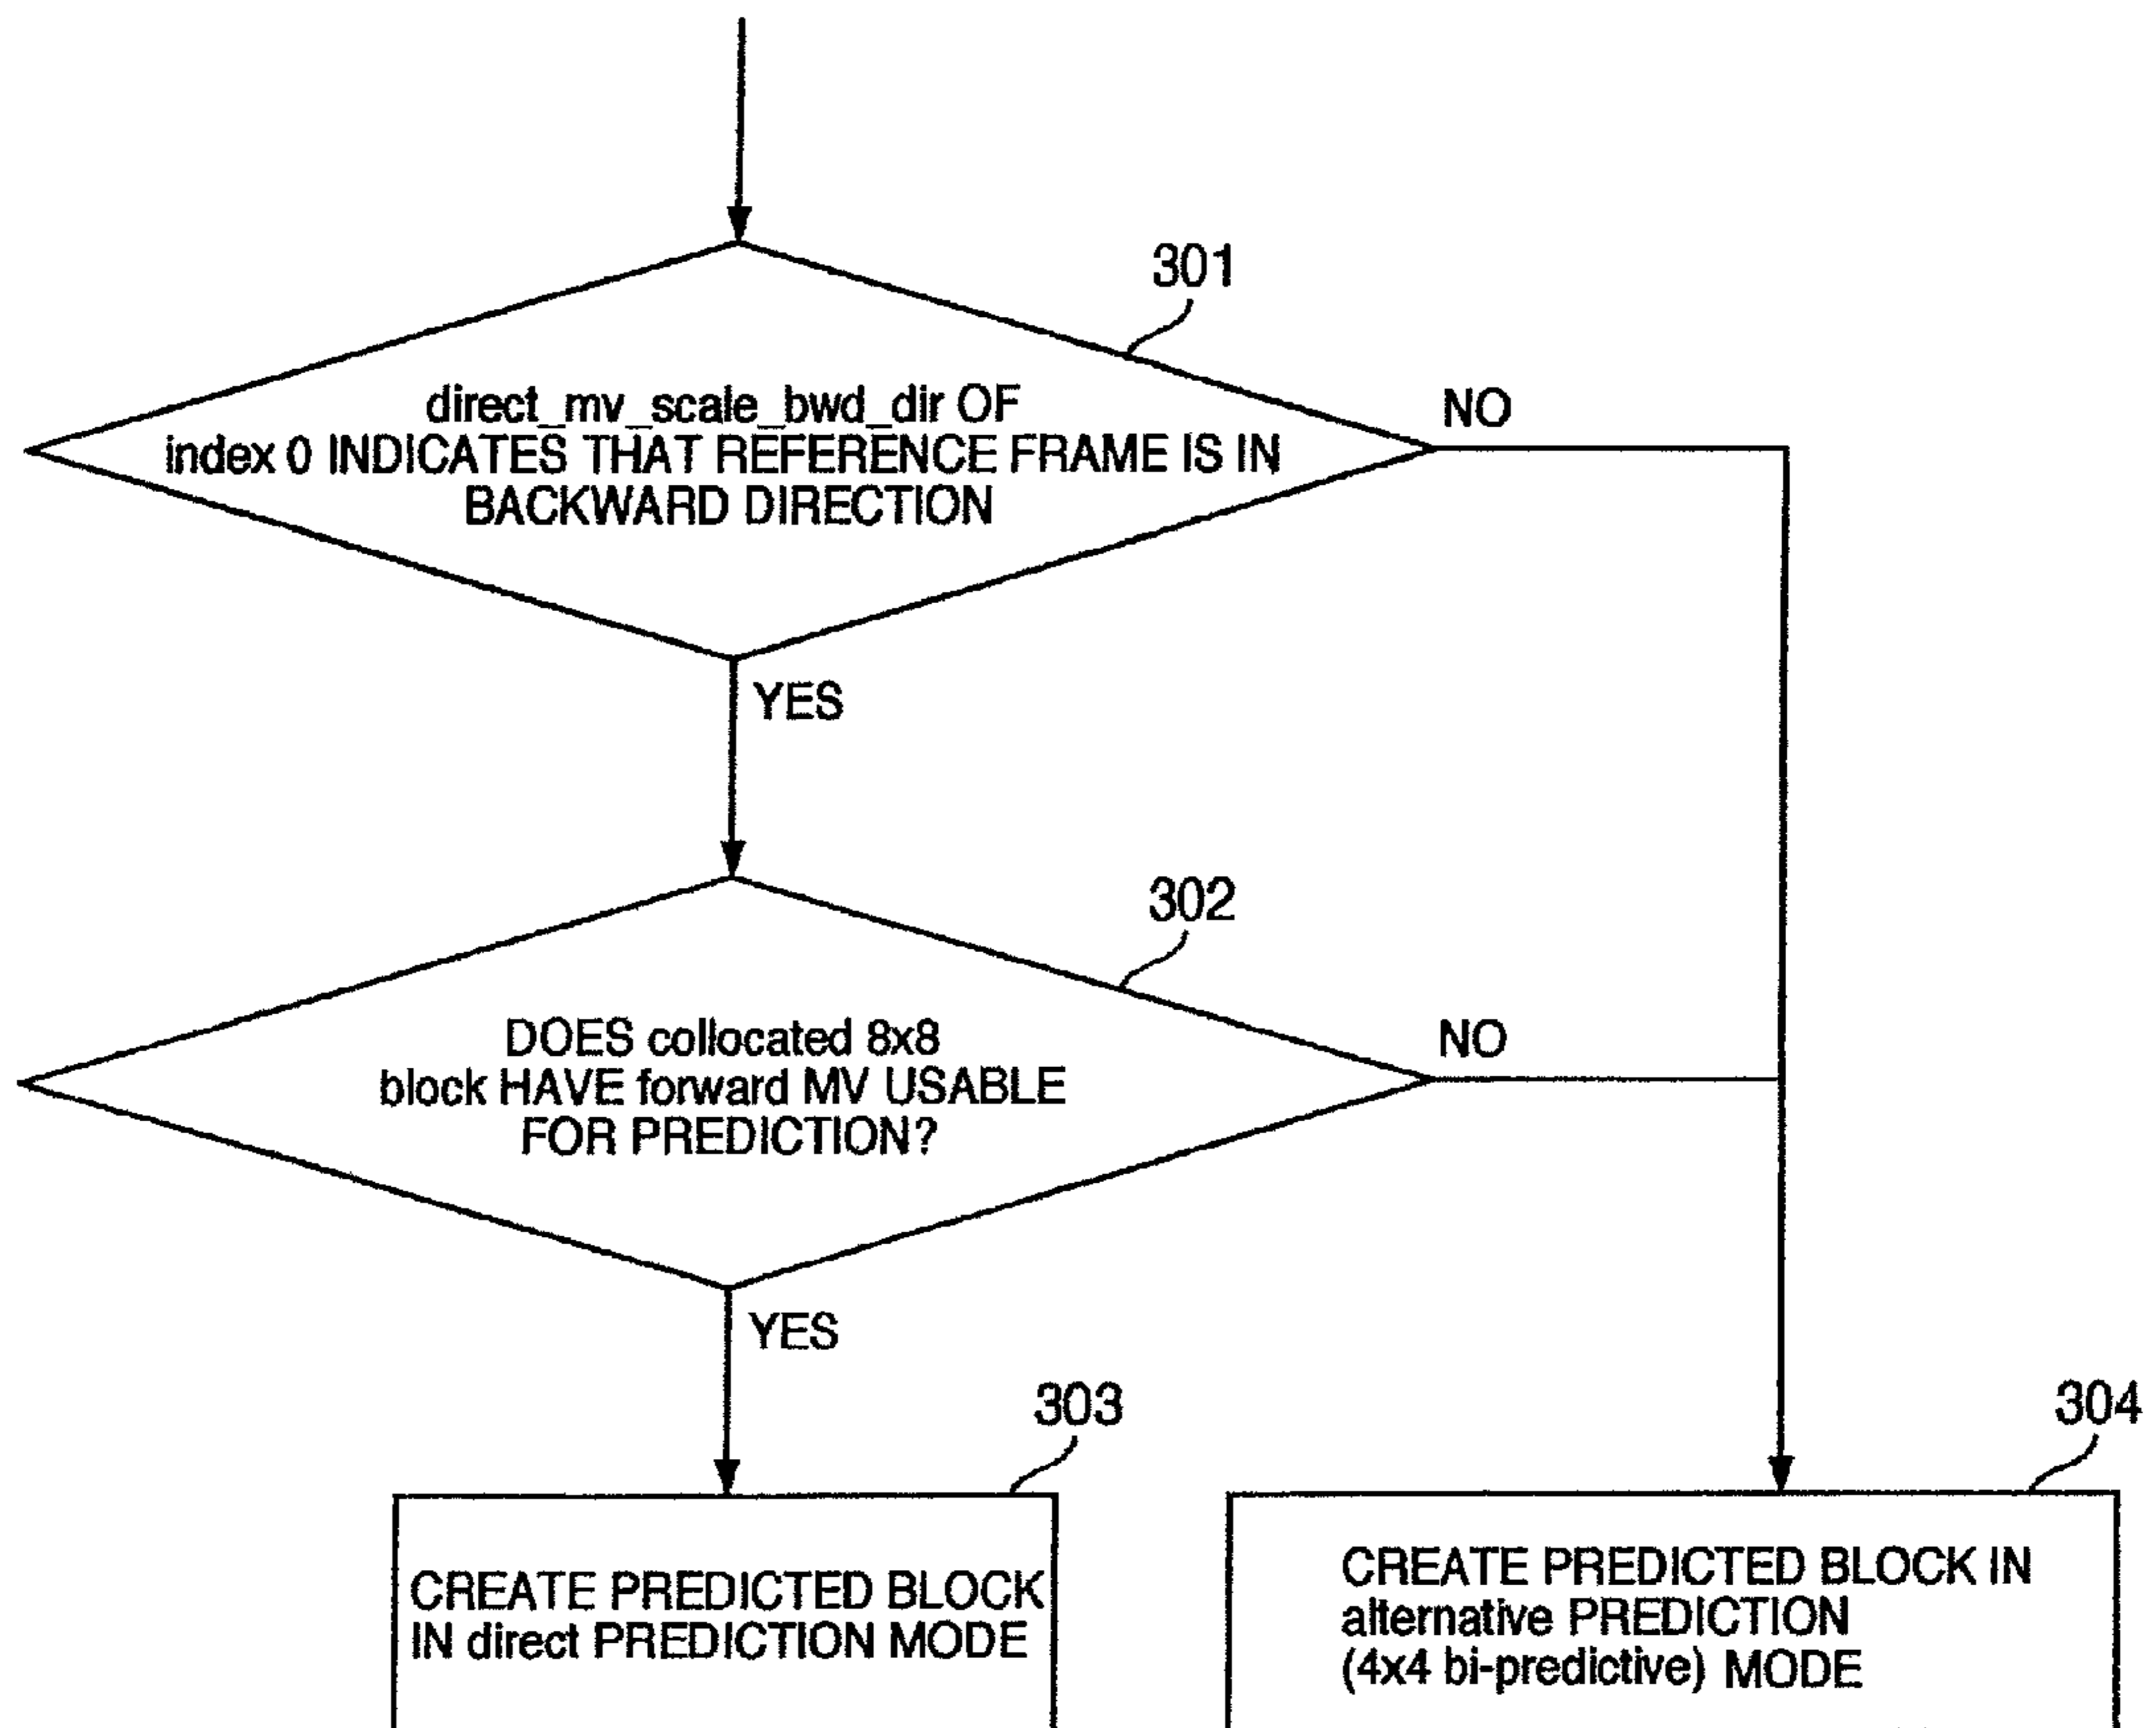 301
direct_mv_scale_bwd_dir OF
index 0 INDICATES THAT REFERENCE FRAME IS IN
BACKWARD DIRECTION
NO
YES
302
DOES collocated 8x8
block HAVE forward MV USABLE
FOR PREDICTION?
NO
YES
303
CREATE PREDICTED BLOCK
IN direct PREDICTION MODE
304
CREATE PREDICTED BLOCK IN
alternative PREDICTION
(4x4 bi-predictive) MODE